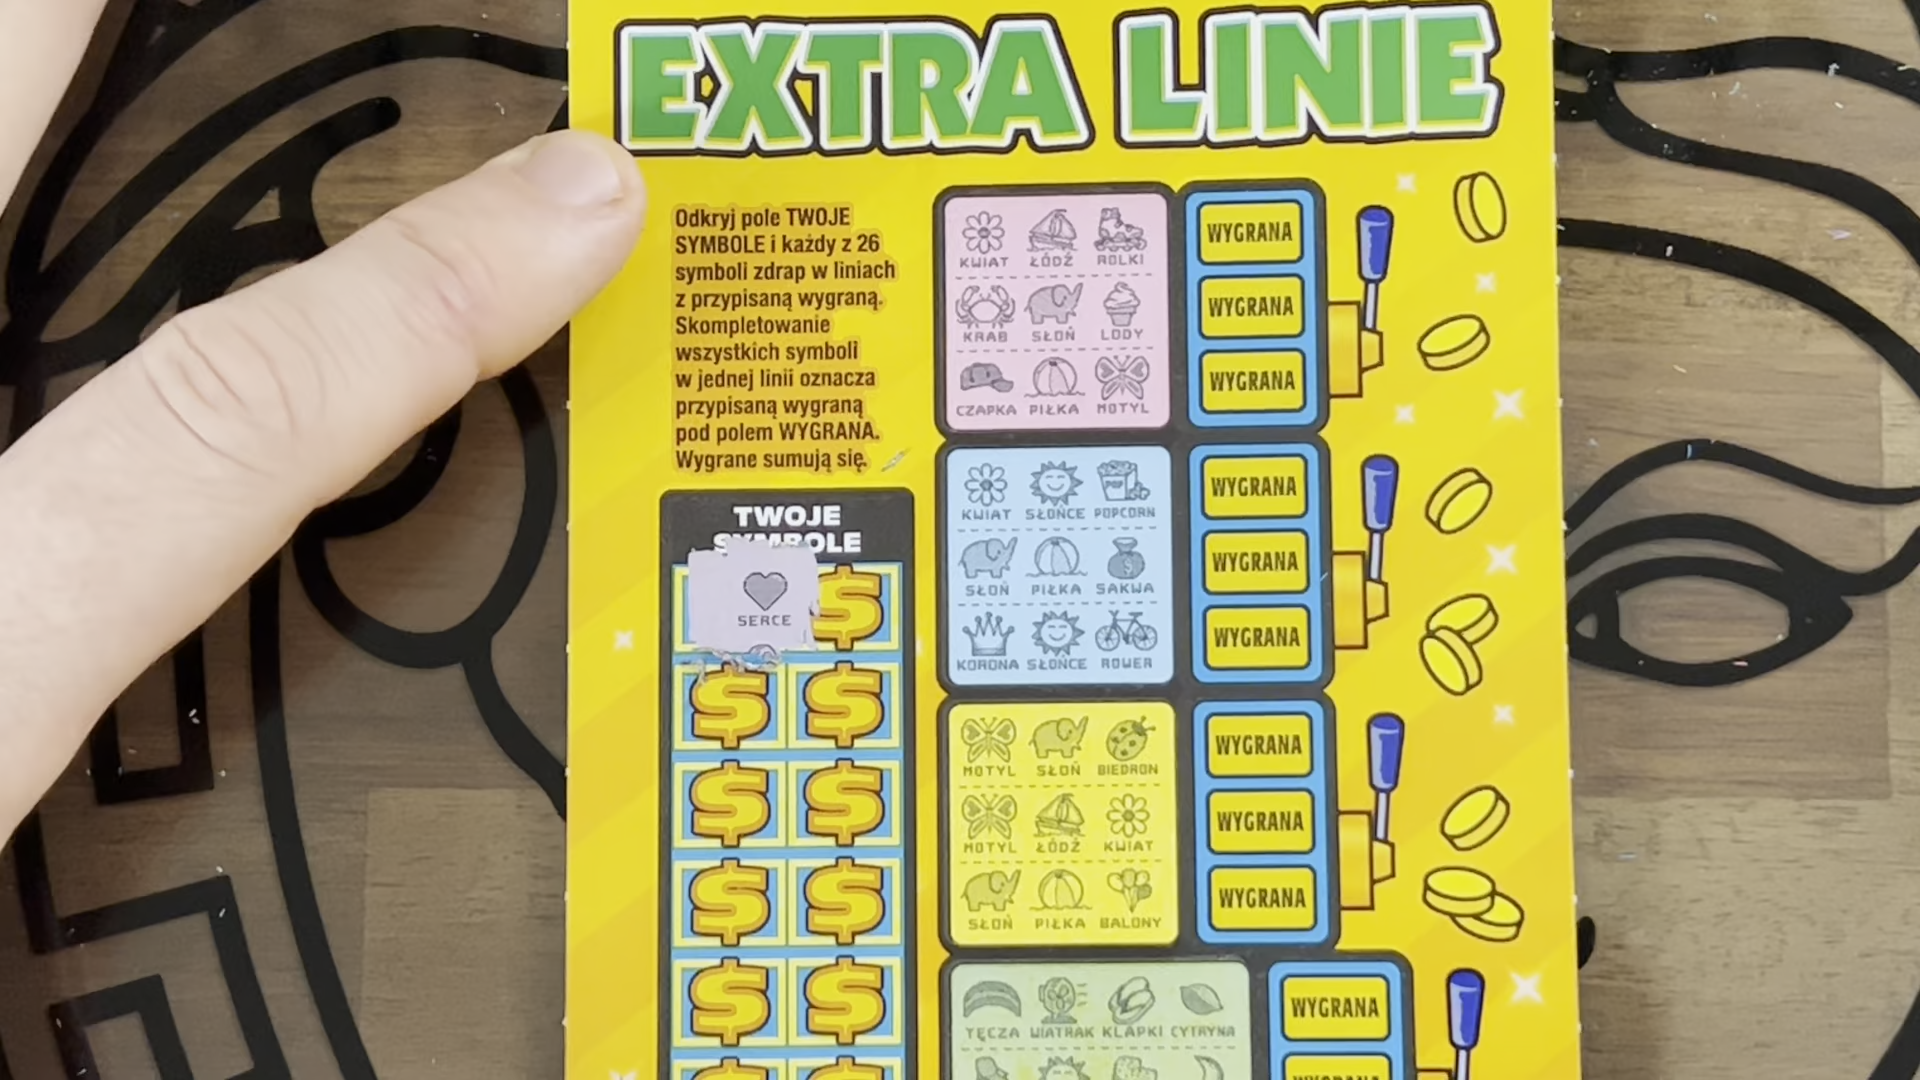 EXTRA LINIE
Odkryj pole TWOJE
SYMBOLE i każdy z 26
symboli zdrap w liniach
z przypisaną wygraną.
Skompletowanie
wszystkich symboli
w jednej linii oznacza
przypisaną wygraną
pod polem WYGRANA.
Wygrane sumują się.
TWOJE
SYMBOLE
SERCE
KWIAT ŁÓDŹ ROLKI
WYGRANA
KRAB SŁOŃ LODY
WYGRANA
CZAPKA PIŁKA MOTYL
WYGRANA
KWIAT SŁOŃCE POPCORN
WYGRANA
SŁOŃ PIŁKA SAKWA
WYGRANA
KORONA SŁOŃCE ROWER
WYGRANA
MOTYL SŁOŃ BIEDRON
WYGRANA
MOTYL ŁÓDŹ KWIAT
WYGRANA
SŁOŃ PIŁKA BALONY
WYGRANA
TĘCZA WIATRAK KLAPKI CYTRYNA
WYGRANA